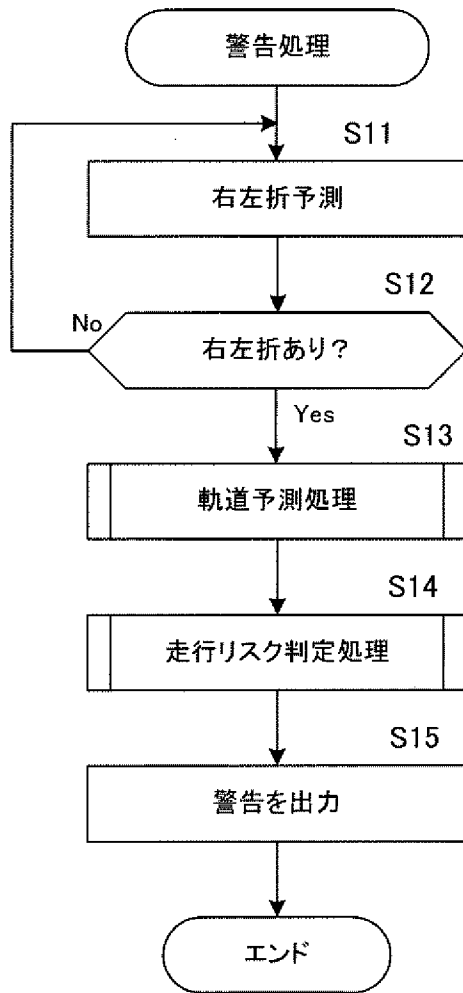 警告処理
S11
右左折予測
S12
No
右左折あり？
Yes
S13
軌道予測処理
S14
走行リスク判定処理
S15
警告を出力
エンド